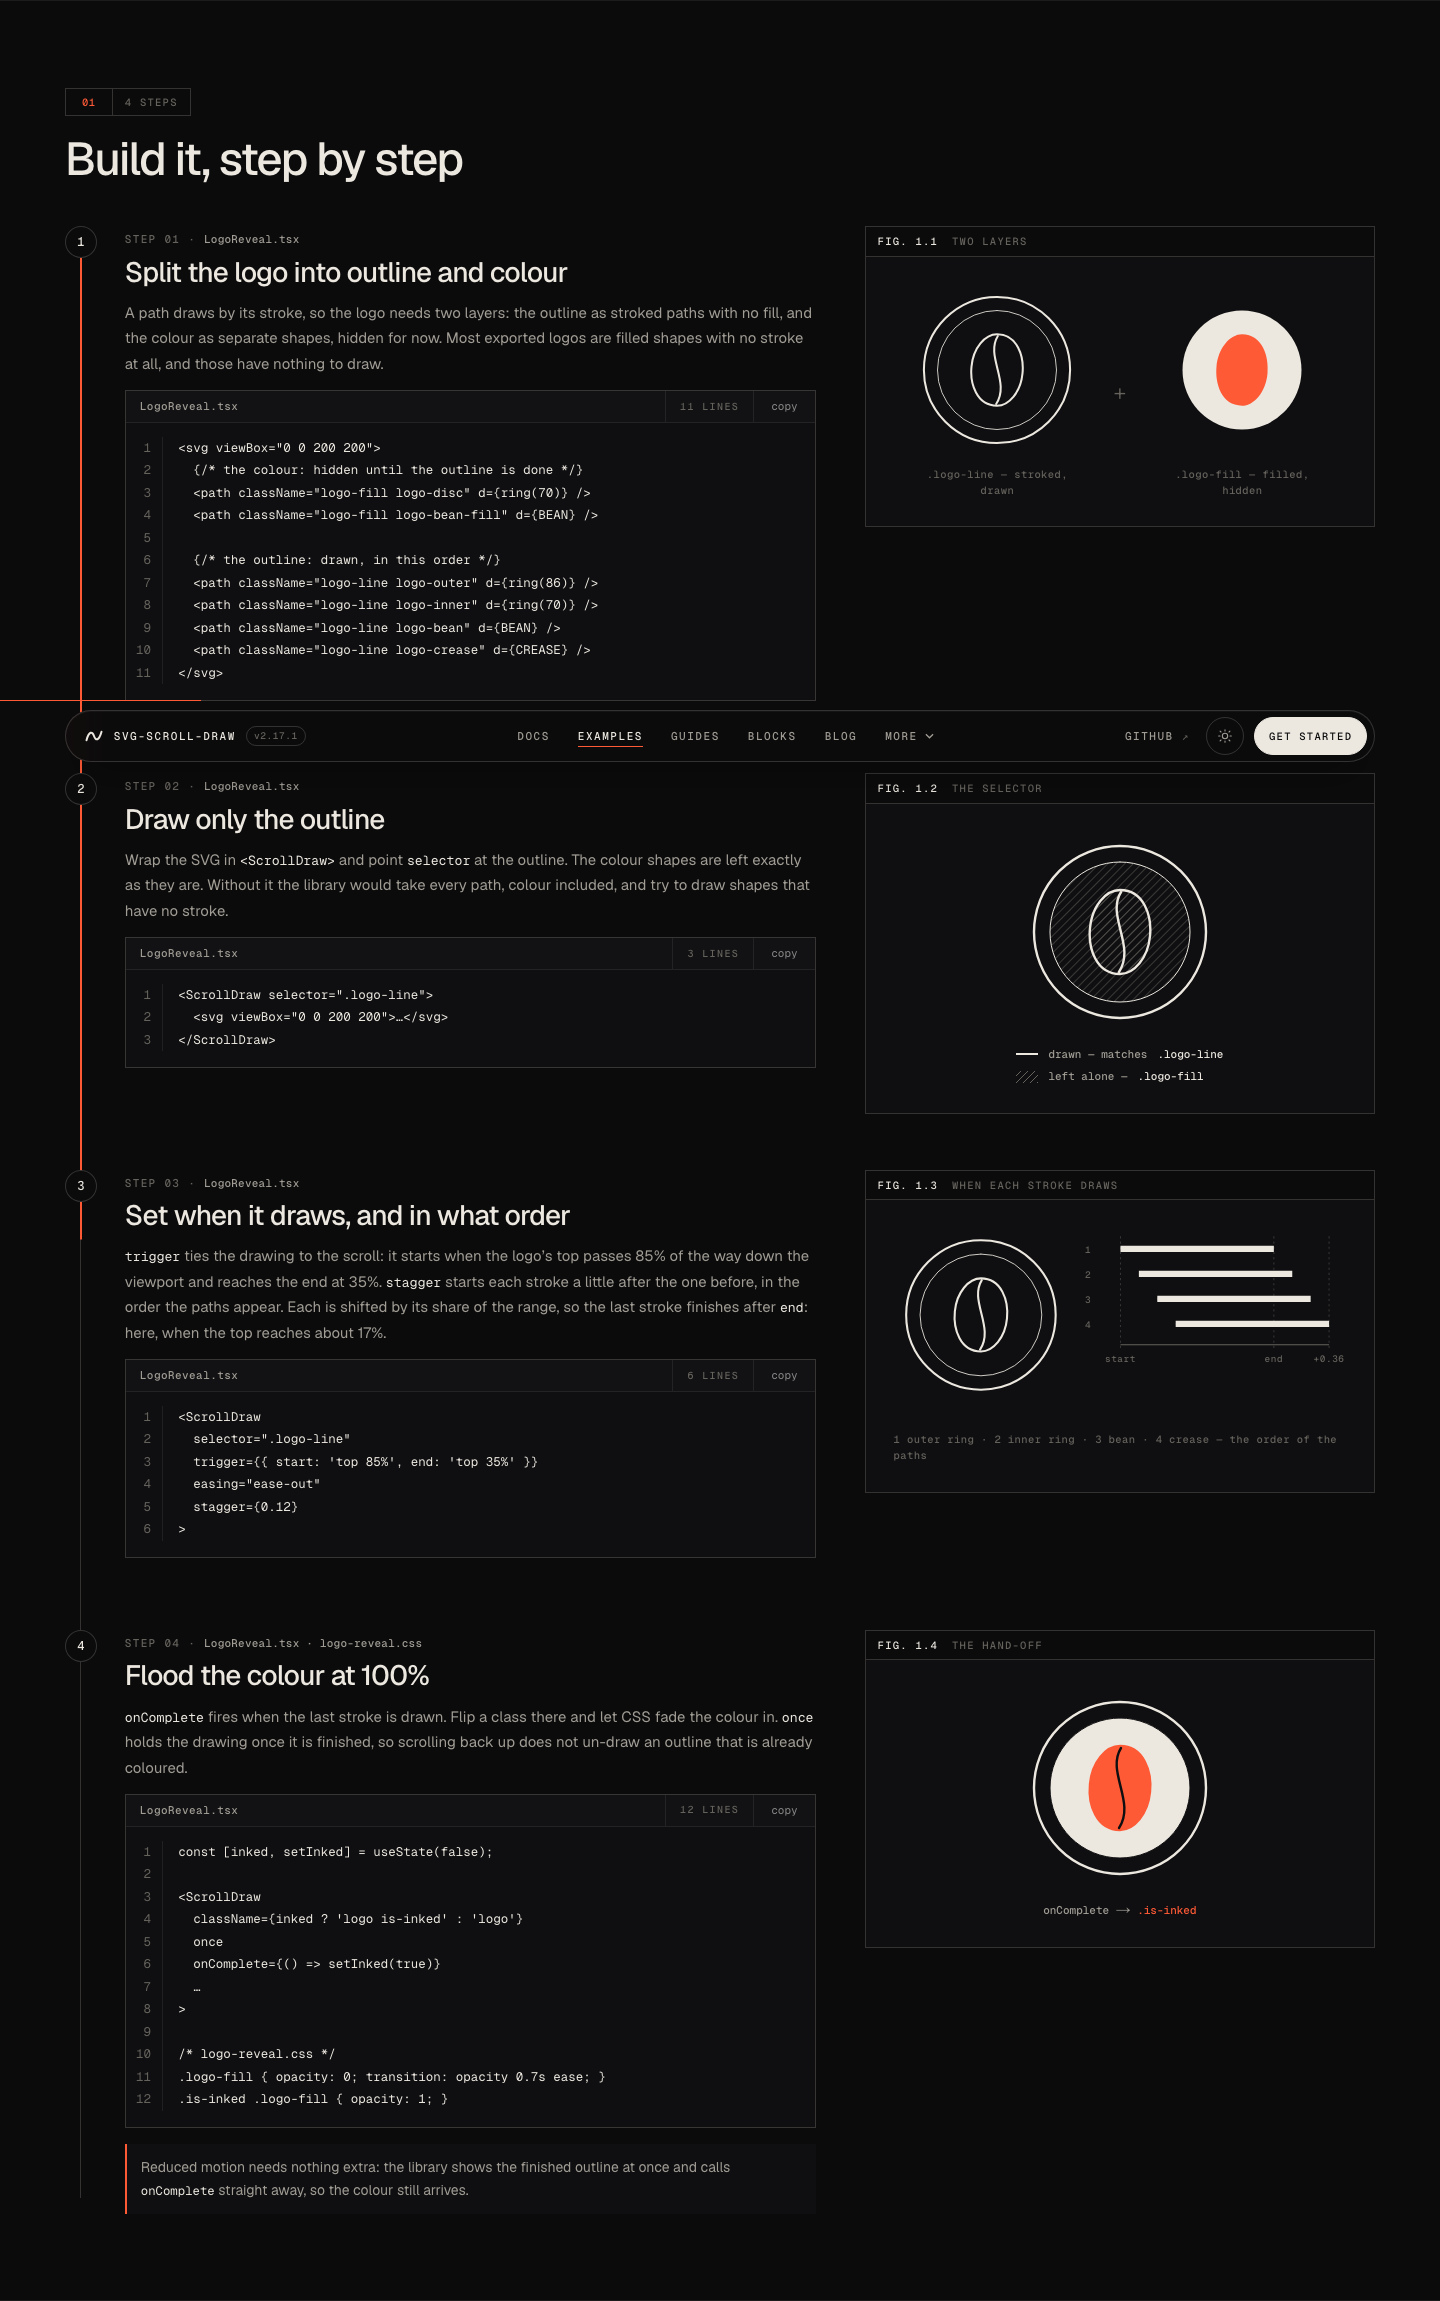 01
4 STEPS
Build it, step by step
1
STEP 01 · LogoReveal.tsx
Split the logo into outline and colour
A path draws by its stroke, so the logo needs two layers: the outline as stroked paths with no fill, and
the colour as separate shapes, hidden for now. Most exported logos are filled shapes with no stroke
at all, and those have nothing to draw.
LogoReveal.tsx
11 LINES
copy
1 <svg viewBox="0 0 200 200">
2 {/* the colour: hidden until the outline is done */}
3 <path className="logo-fill logo-disc" d={ring(70)} />
4 <path className="logo-fill logo-bean-fill" d={BEAN} />
5
6 {/* the outline: drawn, in this order */}
7 <path className="logo-line logo-outer" d={ring(86)} />
8 <path className="logo-line logo-inner" d={ring(70)} />
9 <path className="logo-line logo-bean" d={BEAN} />
10 <path className="logo-line logo-crease" d={CREASE} />
11 </svg>
FIG. 1.1 TWO LAYERS
+
.logo-line — stroked,
drawn
.logo-fill — filled,
hidden
SVG-SCROLL-DRAW
v2.17.1
DOCS
EXAMPLES
GUIDES
BLOCKS
BLOG
MORE
GITHUB ↗
GET STARTED
2
STEP 02 · LogoReveal.tsx
Draw only the outline
Wrap the SVG in <ScrollDraw> and point selector at the outline. The colour shapes are left exactly
as they are. Without it the library would take every path, colour included, and try to draw shapes that
have no stroke.
LogoReveal.tsx
3 LINES
copy
1 <ScrollDraw selector=".logo-line">
2 <svg viewBox="0 0 200 200">…</svg>
3 </ScrollDraw>
FIG. 1.2 THE SELECTOR
drawn — matches .logo-line
left alone — .logo-fill
3
STEP 03 · LogoReveal.tsx
Set when it draws, and in what order
trigger ties the drawing to the scroll: it starts when the logo’s top passes 85% of the way down the
viewport and reaches the end at 35%. stagger starts each stroke a little after the one before, in the
order the paths appear. Each is shifted by its share of the range, so the last stroke finishes after end:
here, when the top reaches about 17%.
LogoReveal.tsx
6 LINES
copy
1 <ScrollDraw
2 selector=".logo-line"
3 trigger={{ start: 'top 85%', end: 'top 35%' }}
4 easing="ease-out"
5 stagger={0.12}
6 >
FIG. 1.3 WHEN EACH STROKE DRAWS
1
2
3
4
start
end
+0.36
1 outer ring · 2 inner ring · 3 bean · 4 crease — the order of the
paths
4
STEP 04 · LogoReveal.tsx · logo-reveal.css
Flood the colour at 100%
onComplete fires when the last stroke is drawn. Flip a class there and let CSS fade the colour in. once
holds the drawing once it is finished, so scrolling back up does not un-draw an outline that is already
coloured.
LogoReveal.tsx
12 LINES
copy
1 const [inked, setInked] = useState(false);
2
3 <ScrollDraw
4 className={inked ? 'logo is-inked' : 'logo'}
5 once
6 onComplete={() => setInked(true)}
7 …
8 >
9
10 /* logo-reveal.css */
11 .logo-fill { opacity: 0; transition: opacity 0.7s ease; }
12 .is-inked .logo-fill { opacity: 1; }
FIG. 1.4 THE HAND-OFF
onComplete ⟶ .is-inked
Reduced motion needs nothing extra: the library shows the finished outline at once and calls
onComplete straight away, so the colour still arrives.